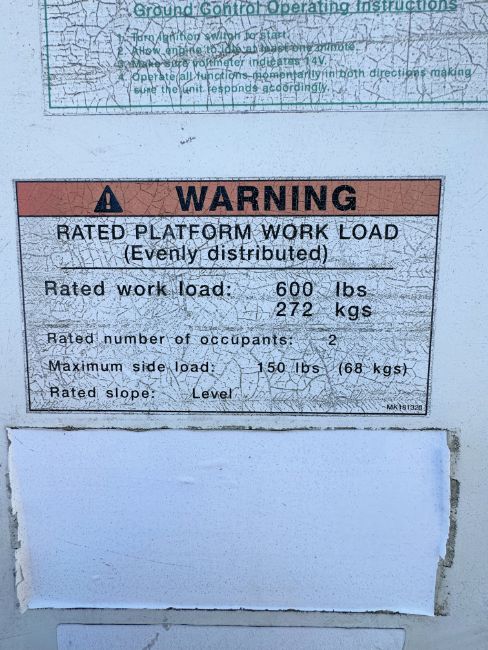 Ground Control Operating Instructions
1. Turn ignition switch to start.
2. Allow engine to idle at least one minute.
3. Make sure voltmeter indicates 14V.
4. Operate all functions momentarily in both directions making
sure the unit responds accordingly.
WARNING
RATED PLATFORM WORK LOAD
(Evenly distributed)
Rated work load: 600 lbs
272 kgs
Rated number of occupants: 2
Maximum side load: 150 lbs (68 kgs)
Rated slope: Level
MK181320